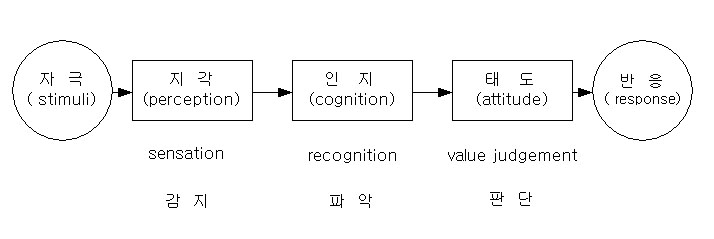 자 극
( stimuli)
지 각
(perception)
인 지
(cognition)
태 도
(attitude)
반 응
( response)
sensation
recognition
value judgement
감 지
파 악
판 단